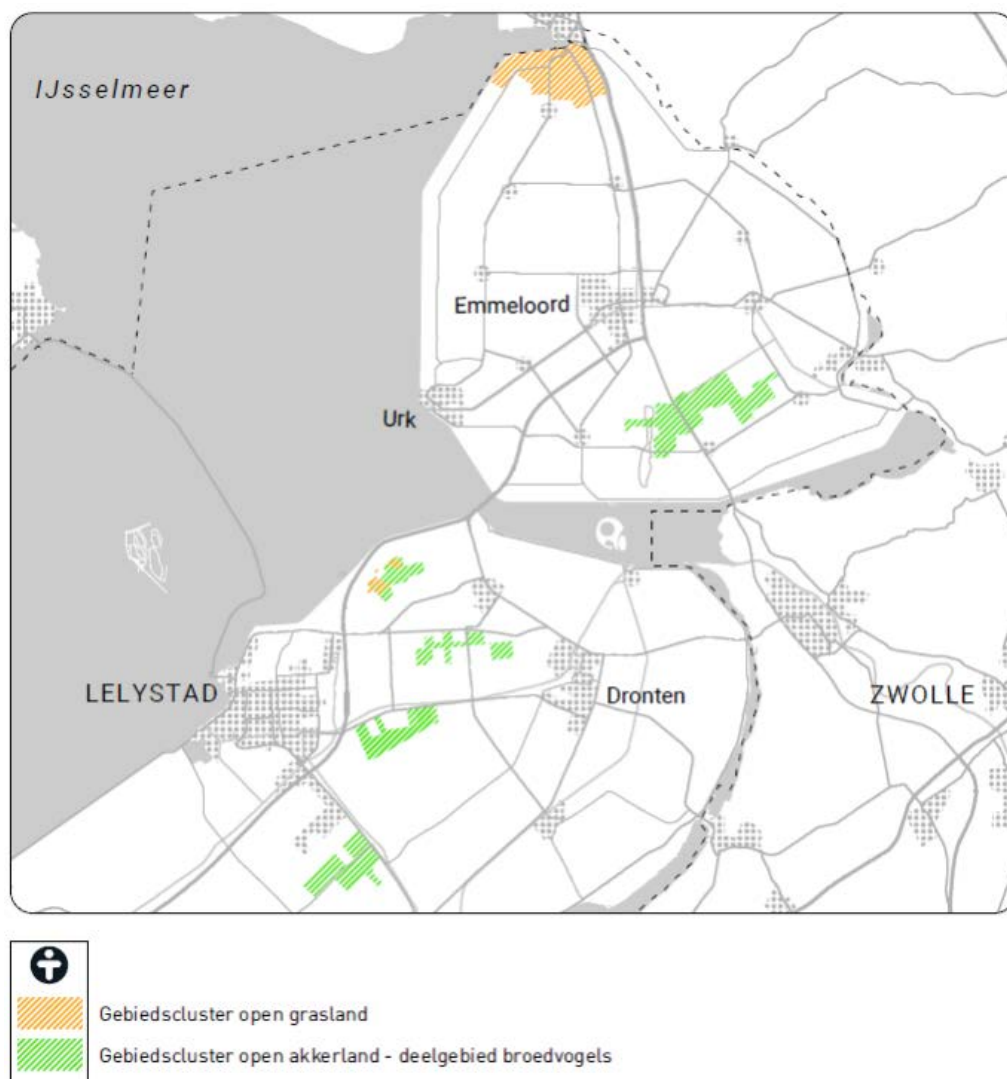 IJsselmeer
Emmeloord
Urk
LELYSTAD
Dronten
ZWOLLE
Gebiedscluster open grasland
Gebiedscluster open akkerland - deelgebied broedvogels